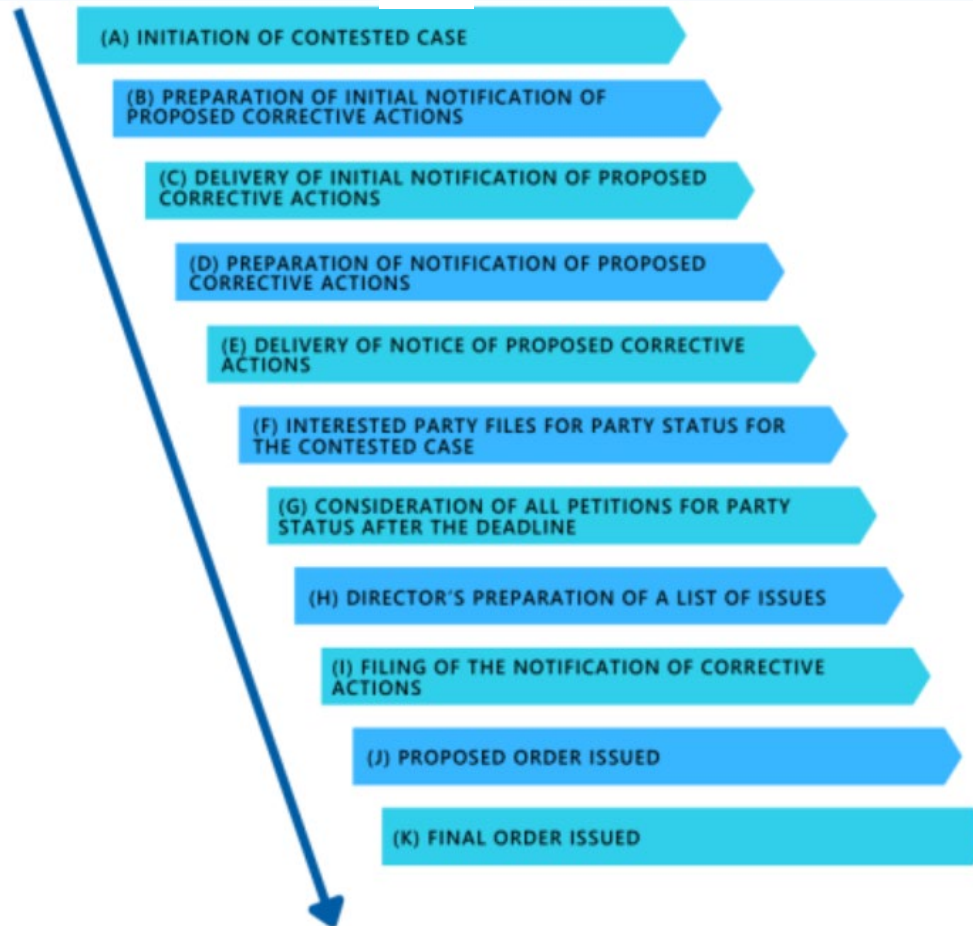 (A) INITIATION OF CONTESTED CASE
(B) PREPARATION OF INITIAL NOTIFICATION OF
PROPOSED CORRECTIVE ACTIONS
(C) DELIVERY OF INITIAL NOTIFICATION OF PROPOSED
CORRECTIVE ACTIONS
(D) PREPARATION OF NOTIFICATION OF PROPOSED
CORRECTIVE ACTIONS
(E) DELIVERY OF NOTICE OF PROPOSED CORRECTIVE
ACTIONS
(F) INTERESTED PARTY FILES FOR PARTY STATUS FOR
THE CONTESTED CASE
(G) CONSIDERATION OF ALL PETITIONS FOR PARTY
STATUS AFTER THE DEADLINE
(H) DIRECTOR'S PREPARATION OF A LIST OF ISSUES
(I) FILING OF THE NOTIFICATION OF CORRECTIVE
ACTIONS
(J) PROPOSED ORDER ISSUED
(K) FINAL ORDER ISSUED